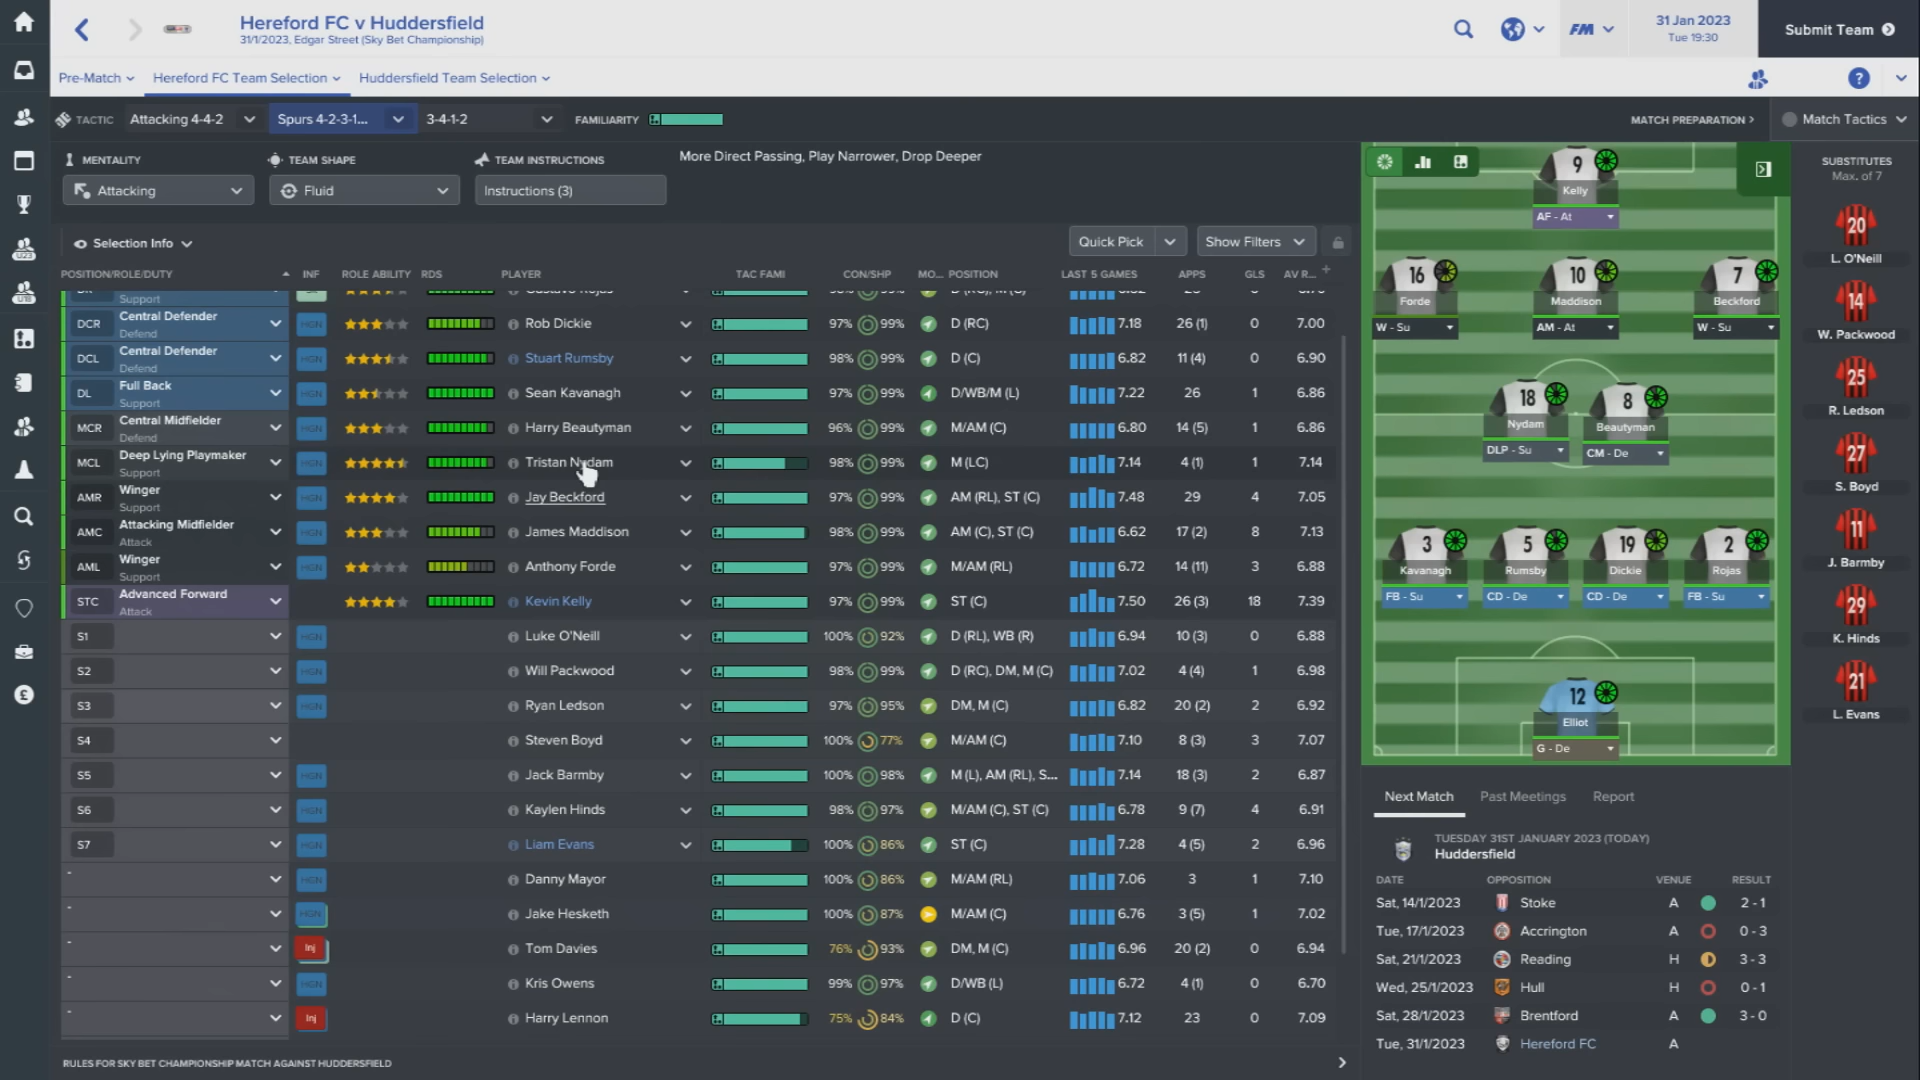 Hereford FC v Huddersfield
31/1/2023, Edgar Street (Sky Bet Championship)
FM
31 Jan 2023
Tue 19:30
Submit Team
Pre-Match
Hereford FC Team Selection
Huddersfield Team Selection
?
TACTIC
Attacking 4-4-2
Spurs 4-2-3-1...
3-4-1-2
FAMILIARITY
MATCH PREPARATION >
Match Tactics
MENTALITY
TEAM SHAPE
TEAM INSTRUCTIONS
More Direct Passing, Play Narrower, Drop Deeper
Attacking
Fluid
Instructions (3)
Selection Info
Quick Pick
Show Filters
POSITION/ROLE/DUTY INF ROLE ABILITY RDS PLAYER TAC FAMI CON/SHP MO... POSITION LAST 5 GAMES APPS GLS AV R...
Support
DCR Central Defender Defend HGN Rob Dickie 97% 99% D (RC) 7.18 26 (1) 0 7.00
DCL Central Defender Defend HGN Stuart Rumsby 98% 99% D (C) 6.82 11 (4) 0 6.90
DL Full Back Support HGN Sean Kavanagh 97% 99% D/WB/M (L) 7.22 26 1 6.86
MCR Central Midfielder Defend HGN Harry Beautyman 96% 99% M/AM (C) 6.80 14 (5) 1 6.86
MCL Deep Lying Playmaker Support HGN Tristan Nydam 98% 99% M (LC) 7.14 4 (1) 1 7.14
AMR Winger Support HGN Jay Beckford 97% 99% AM (RL), ST (C) 7.48 29 4 7.05
AMC Attacking Midfielder Attack HGN James Maddison 98% 99% AM (C), ST (C) 6.62 17 (2) 8 7.13
AML Winger Support HGN Anthony Forde 97% 99% M/AM (RL) 6.72 14 (11) 3 6.88
STC Advanced Forward Attack Kevin Kelly 97% 99% ST (C) 7.50 26 (3) 18 7.39
S1 HGN Luke O'Neill 100% 92% D (RL), WB (R) 6.94 10 (3) 0 6.88
S2 HGN Will Packwood 98% 99% D (RC), DM, M (C) 7.02 4 (4) 1 6.98
S3 HGN Ryan Ledson 97% 95% DM, M (C) 6.82 20 (2) 2 6.92
S4 Steven Boyd 100% 77% M/AM (C) 7.10 8 (3) 3 7.07
S5 HGN Jack Barmby 100% 98% M (L), AM (RL), S... 7.14 18 (3) 2 6.87
S6 HGN Kaylen Hinds 98% 97% M/AM (C), ST (C) 6.78 9 (7) 4 6.91
S7 HGN Liam Evans 100% 86% ST (C) 7.28 4 (5) 2 6.96
- HGN Danny Mayor 100% 86% M/AM (RL) 7.06 3 1 7.10
- HGN Jake Hesketh 100% 87% M/AM (C) 6.76 3 (5) 1 7.02
- Inj Tom Davies 76% 93% DM, M (C) 6.96 20 (2) 0 6.94
- HGN Kris Owens 99% 97% D/WB (L) 6.72 4 (1) 0 6.70
- Inj Harry Lennon 75% 84% D (C) 7.12 23 0 7.09
RULES FOR SKY BET CHAMPIONSHIP MATCH AGAINST HUDDERSFIELD
9
Kelly
AF - At
16 10 7
Forde Maddison Beckford
W - Su AM - At W - Su
18 8
Nydam Beautyman
DLP - Su CM - De
3 5 19 2
Kavanagh Rumsby Dickie Rojas
FB - Su CD - De CD - De FB - Su
12
Elliot
G - De
SUBSTITUTES
Max. of 7
20
L. O'Neill
14
W. Packwood
25
R. Ledson
27
S. Boyd
11
J. Barmby
29
K. Hinds
21
L. Evans
Next Match Past Meetings Report
TUESDAY 31ST JANUARY 2023 (TODAY)
Huddersfield
DATE OPPOSITION VENUE RESULT
Sat, 14/1/2023 Stoke A 2 - 1
Tue, 17/1/2023 Accrington A 0 - 3
Sat, 21/1/2023 Reading H 3 - 3
Wed, 25/1/2023 Hull H 0 - 1
Sat, 28/1/2023 Brentford A 3 - 0
Tue, 31/1/2023 Hereford FC A